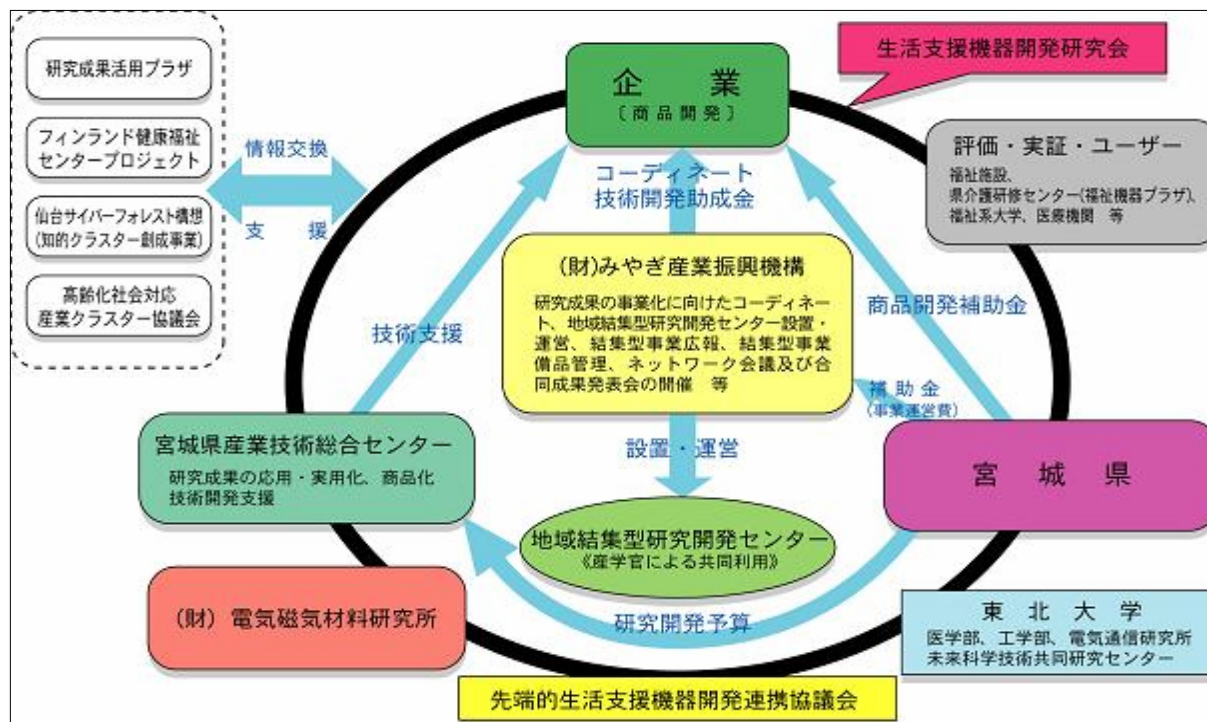 研究成果活用プラザ
フィンランド健康福祉
センタープロジェクト
仙台サイバーフォレスト構想
(知的クラスター創成事業)
高齢化社会対応
産業クラスター協議会
情報交換
支　援
企　業
〔商品開発〕
生活支援機器開発研究会
評価・実証・ユーザー
福祉施設、
県介護研修センター(福祉機器プラザ)、
福祉系大学、医療機関　等
コーディネート
技術開発助成金
(財)みやぎ産業振興機構
研究成果の事業化に向けたコーディネー
ト、地域結集型研究開発センター設置・
運営、結集型事業広報、結集型事業
備品管理、ネットワーク会議及び合
同成果発表会の開催　等
技術支援
商品開発補助金
補助金
(事業運営費)
宮城県産業技術総合センター
研究成果の応用・実用化、商品化
技術開発支援
設置・運営
宮　城　県
地域結集型研究開発センター
《産学官による共同利用》
(財) 電気磁気材料研究所
研究開発予算
東　北　大　学
医学部、工学部、電気通信研究所
未来科学技術共同研究センター
先端的生活支援機器開発連携協議会